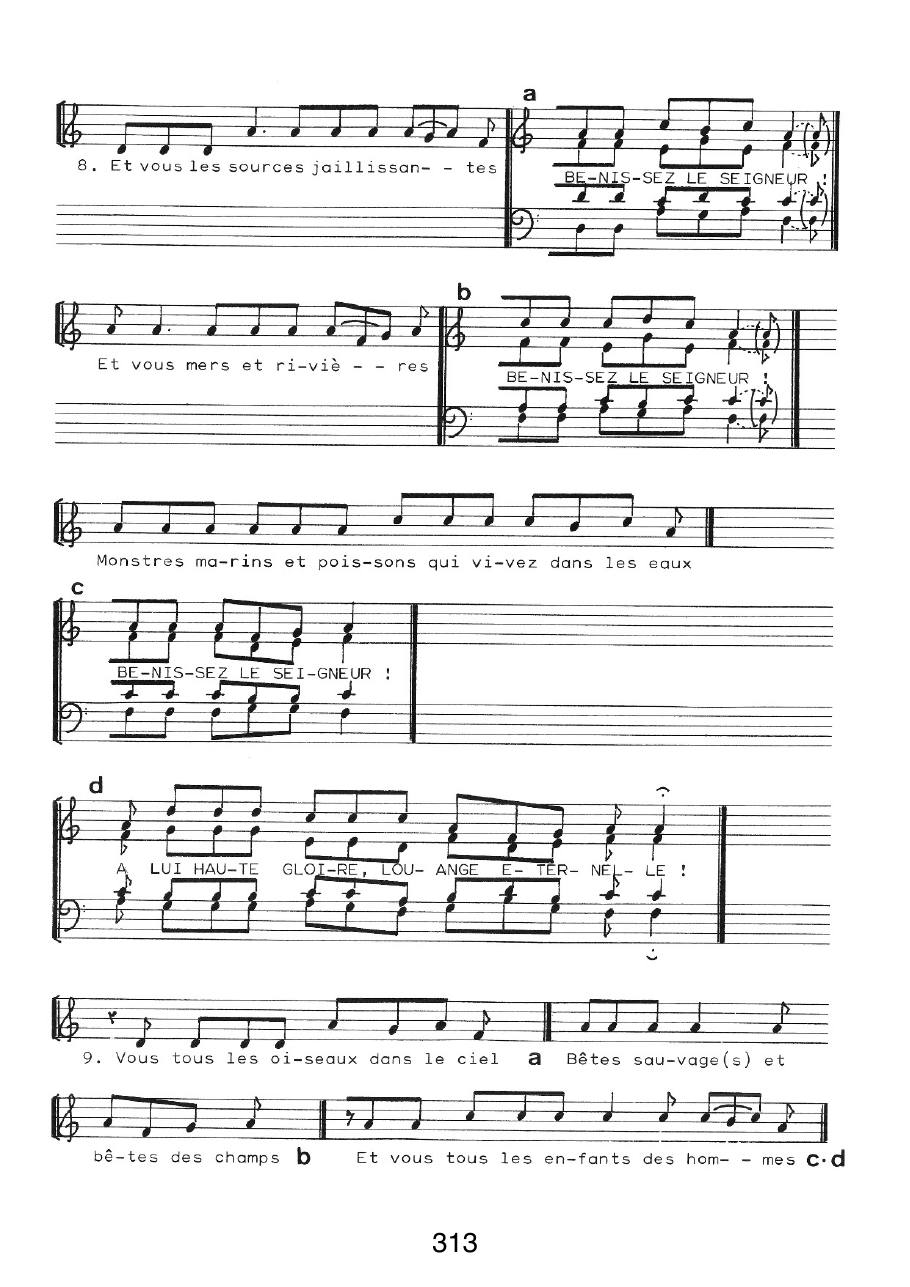 a
8. Et vous les sources jaillissan- - tes
BE-NIS-SEZ LE SEIGNEUR !
b
Et vous mers et ri-viè - - res
BE-NIS-SEZ LE SEIGNEUR !
Monstres ma-rins et pois-sons qui vi-vez dans les eaux
c
BE-NIS-SEZ LE SEI-GNEUR !
d
A LUI HAU-TE GLOI-RE, LOU- ANGE E- TER- NEL- LE !
9. Vous tous les oi-seaux dans le ciel a Bêtes sau-vage(s) et
bê-tes des champs b Et vous tous les en-fants des hom- - mes c·d
313